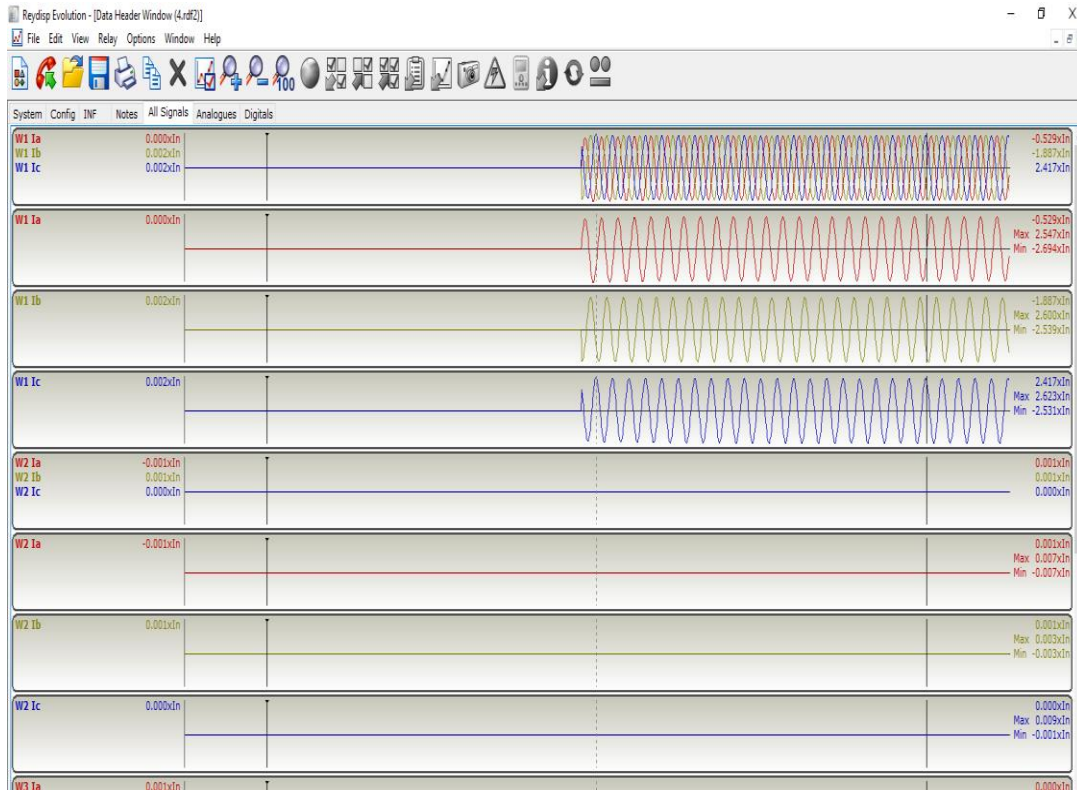 Reydisp Evolution - [Data Header Window (4.rdf2)]
File Edit View Relay Options Window Help
100
System Config INF Notes All Signals Analogues Digitals
W1 Ia 0.000xIn -0.529xIn
W1 Ib 0.002xIn -1.887xIn
W1 Ic 0.002xIn 2.417xIn
W1 Ia 0.000xIn -0.529xIn
Max 2.547xIn
Min -2.694xIn
W1 Ib 0.002xIn -1.887xIn
Max 2.600xIn
Min -2.539xIn
W1 Ic 0.002xIn 2.417xIn
Max 2.623xIn
Min -2.531xIn
W2 Ia -0.001xIn 0.001xIn
W2 Ib 0.001xIn 0.001xIn
W2 Ic 0.000xIn 0.000xIn
W2 Ia -0.001xIn 0.001xIn
Max 0.007xIn
Min -0.007xIn
W2 Ib 0.001xIn 0.001xIn
Max 0.003xIn
Min -0.003xIn
W2 Ic 0.000xIn 0.000xIn
Max 0.009xIn
Min -0.001xIn
W3 Ia 0.001xIn 0.000xIn